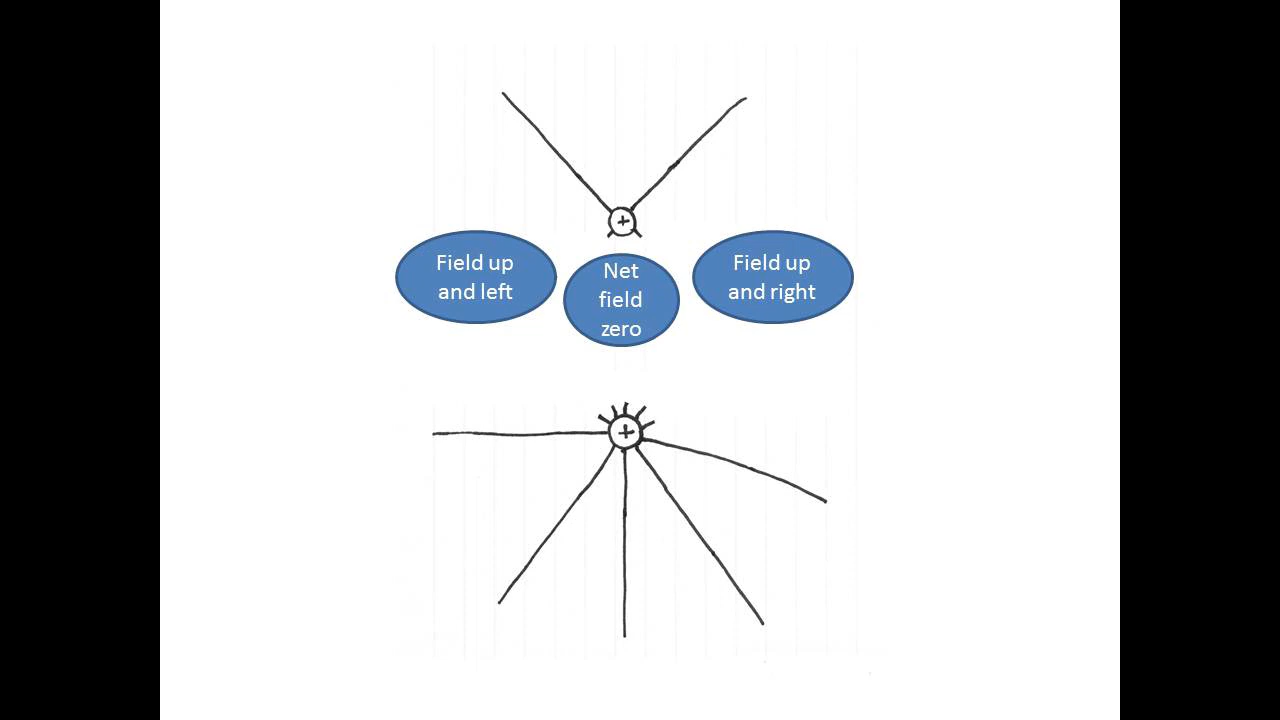 +
Field up
and left
Net
field
zero
Field up
and right
+